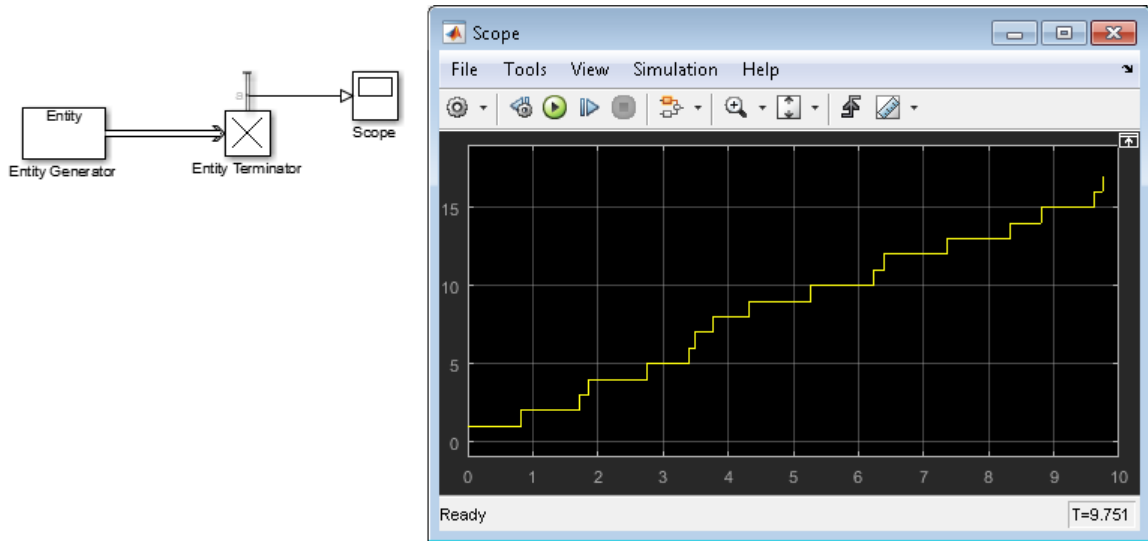 Entity
Entity Generator
a
Entity Terminator
Scope
Scope
File Tools View Simulation Help
15
10
5
0
0 1 2 3 4 5 6 7 8 9 10
Ready T=9.751